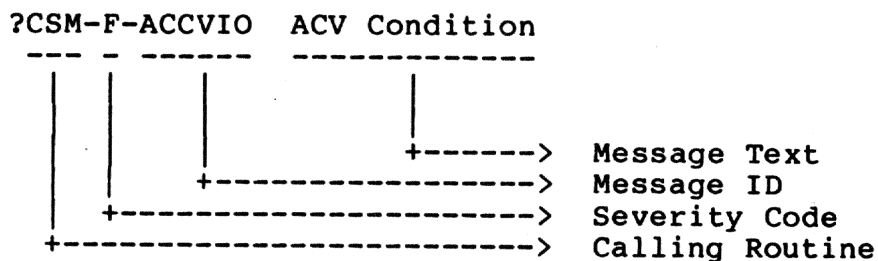 ?CSM-F-ACCVIO  ACV Condition
--- - ------  -------------
+------>  Message Text
+----------------->  Message ID
+---------------------->  Severity Code
+------------------------->  Calling Routine